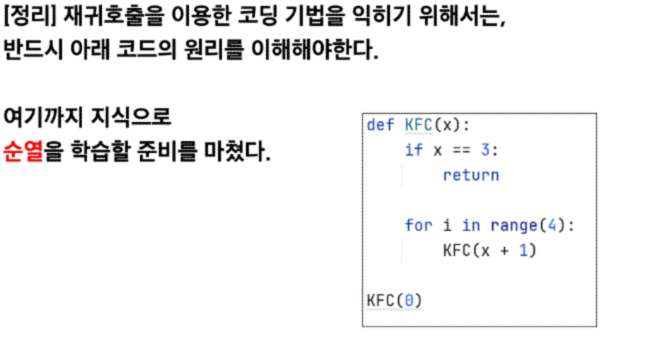 [정리] 재귀호출을 이용한 코딩 기법을 익히기 위해서는,
반드시 아래 코드의 원리를 이해해야한다.
여기까지 지식으로
순열을 학습할 준비를 마쳤다.
def KFC(x):
    if x == 3:
        return
    for i in range(4):
        KFC(x + 1)
KFC(0)